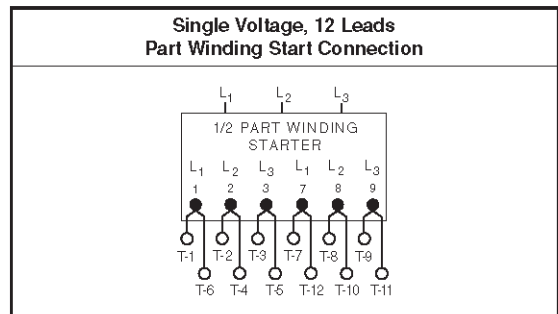 Single Voltage, 12 Leads
Part Winding Start Connection
L1 L2 L3
1/2 PART WINDING
STARTER
L1 L2 L3 L1 L2 L3
1 2 3 7 8 9
T-1 T-2 T-3 T-7 T-8 T-9
T-6 T-4 T-5 T-12 T-10 T-11